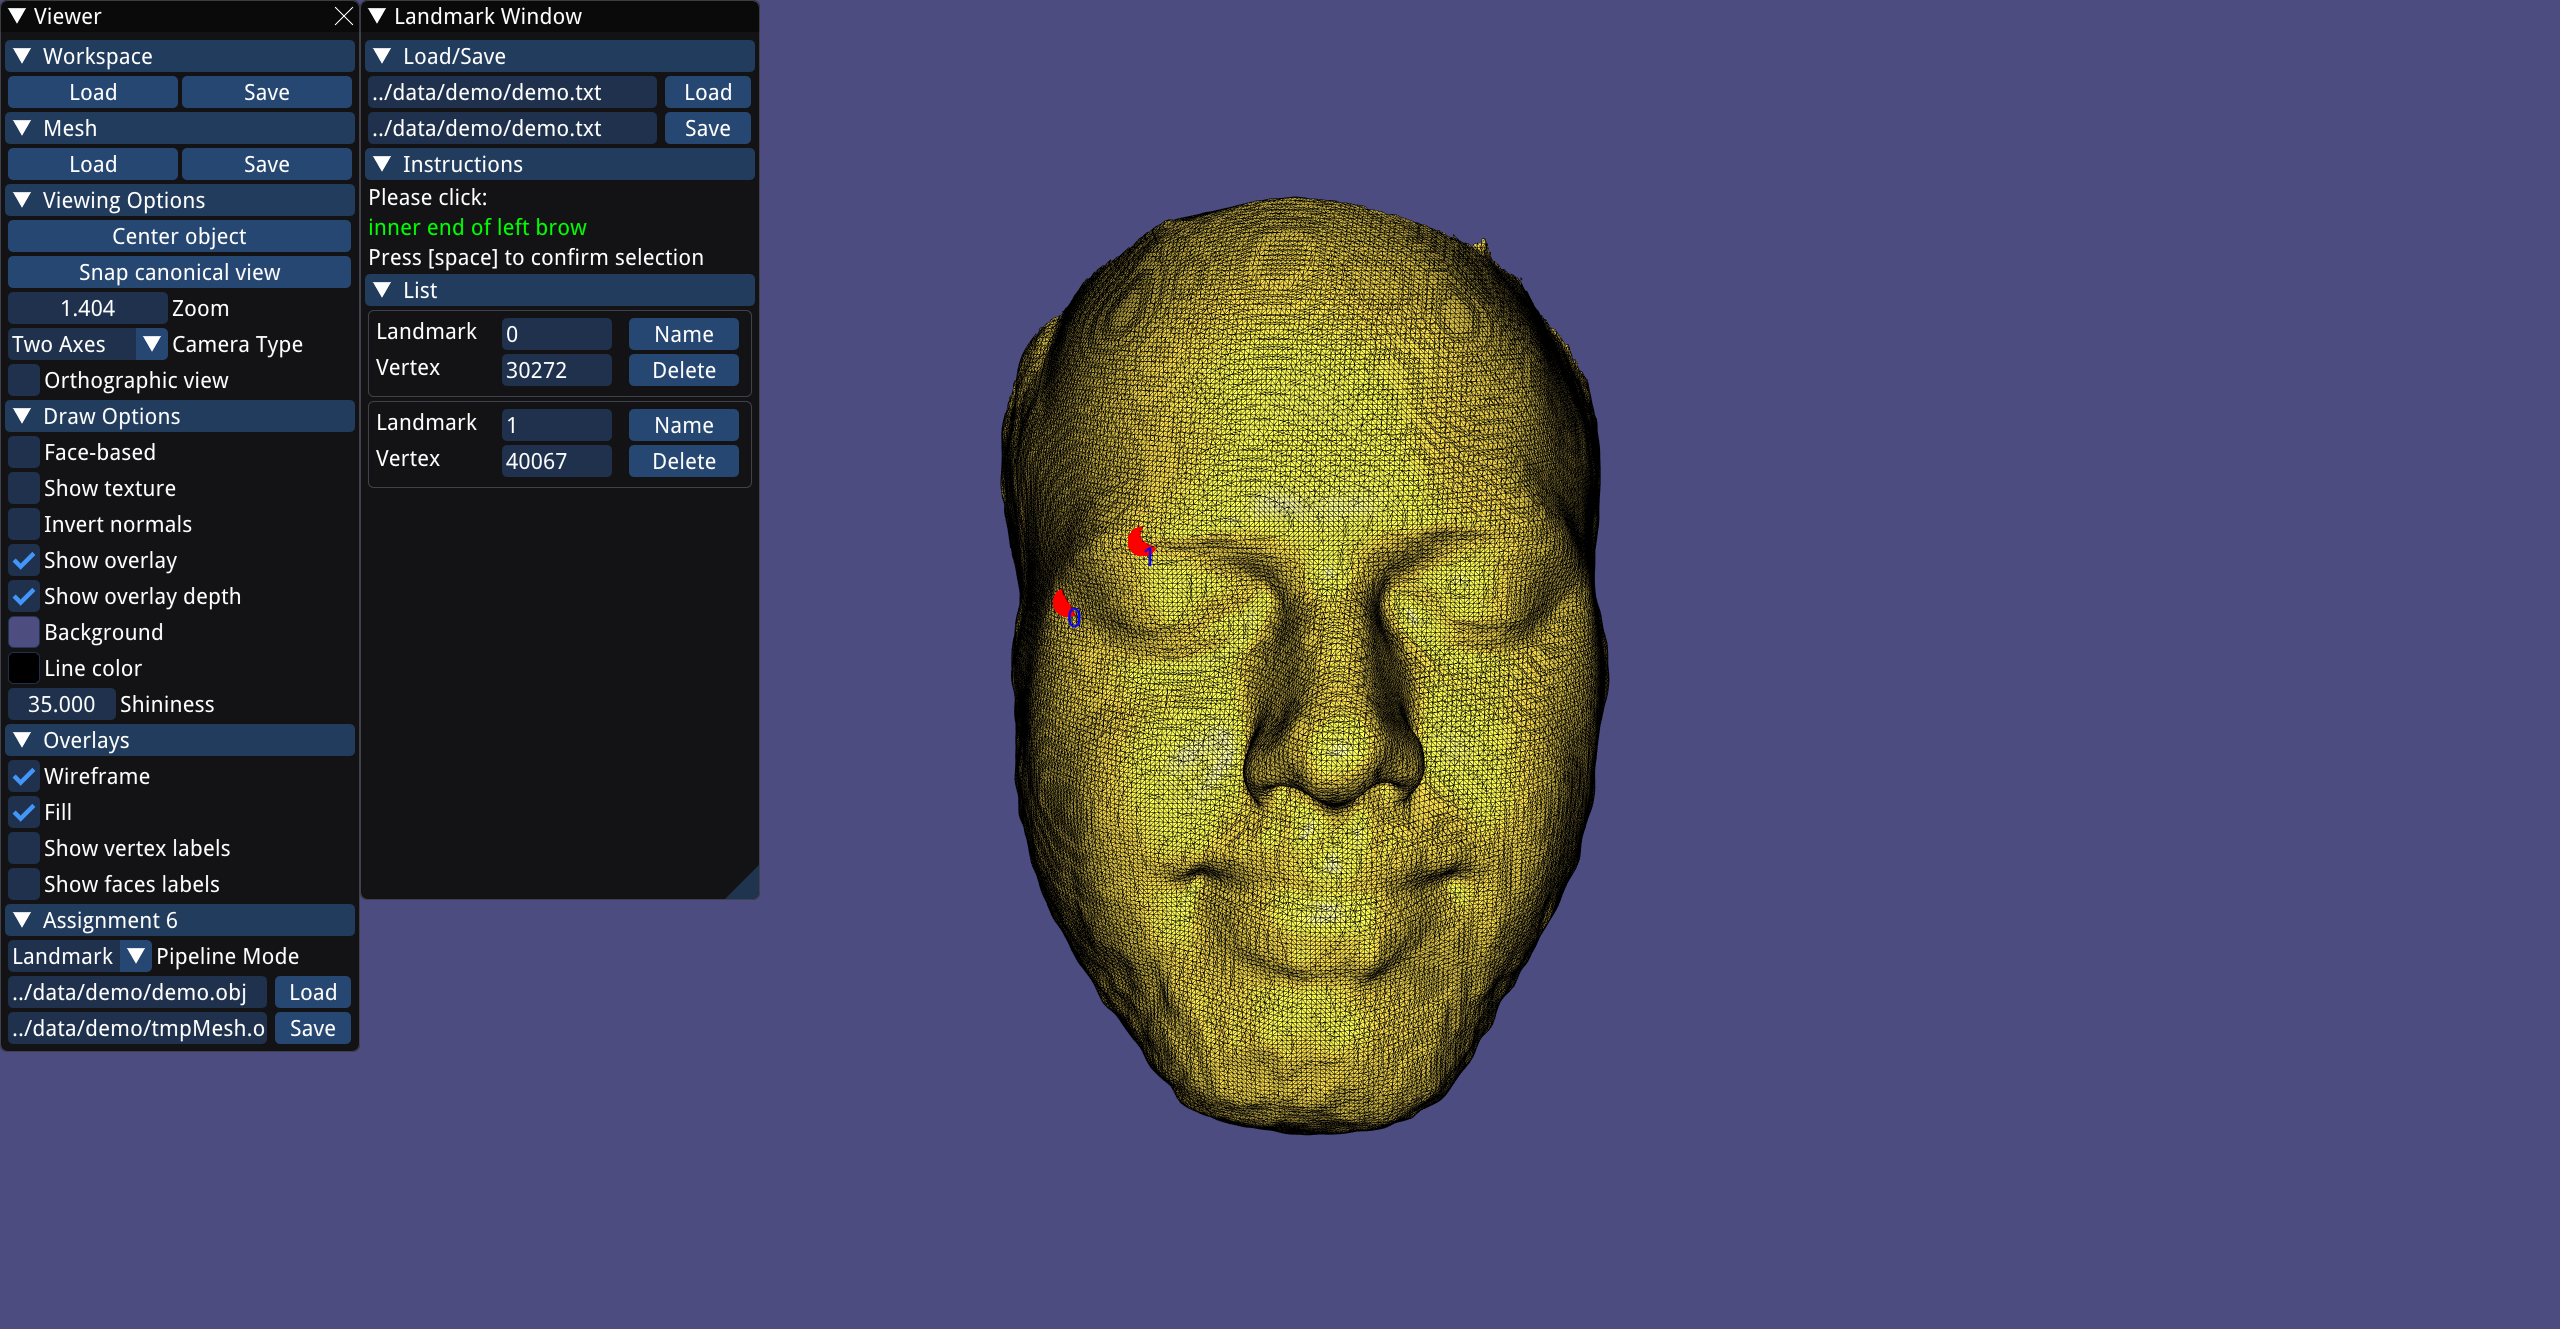 Viewer
Workspace
Load Save
Mesh
Load Save
Viewing Options
Center object
Snap canonical view
1.404 Zoom
Two Axes Camera Type
Orthographic view
Draw Options
Face-based
Show texture
Invert normals
Show overlay
Show overlay depth
Background
Line color
35.000 Shininess
Overlays
Wireframe
Fill
Show vertex labels
Show faces labels
Assignment 6
Landmark Pipeline Mode
../data/demo/demo.obj Load
../data/demo/tmpMesh.o Save
Landmark Window
Load/Save
../data/demo/demo.txt Load
../data/demo/demo.txt Save
Instructions
Please click:
inner end of left brow
Press [space] to confirm selection
List
Landmark 0 Name
Vertex 30272 Delete
Landmark 1 Name
Vertex 40067 Delete
1
0